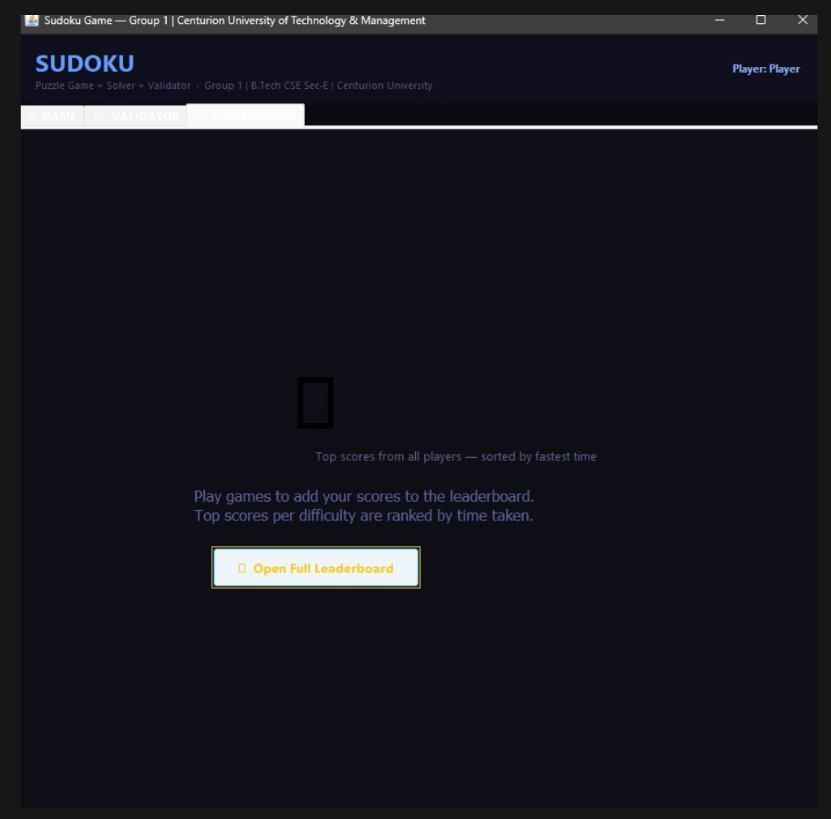 Sudoku Game — Group 1 | Centurion University of Technology & Management
SUDOKU
Puzzle Game + Solver + Validator · Group 1 | B.Tech CSE Sec-E | Centurion University
Player: Player
GAME
VALIDATOR
LEADERBOARD
Top scores from all players — sorted by fastest time
Play games to add your scores to the leaderboard.
Top scores per difficulty are ranked by time taken.
Open Full Leaderboard